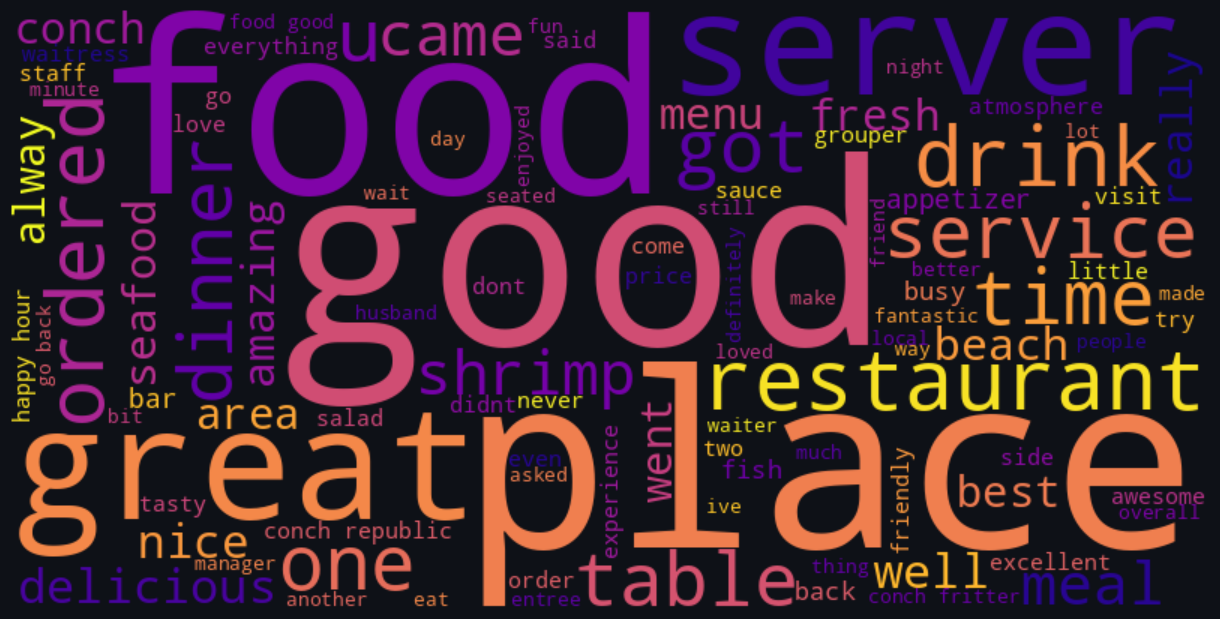 conch
food good
u
came
fun
said
server
waitress
everything
staff
minute
food
go
love
night
really
menu
fresh
atmosphere
alway
ordered
day
enjoyed
got
grouper
drink
lot
dinner
wait
seated
sauce
still
appetizer
visit
seafood
amazing
good
come
friend
service
dont
price
definitely
better
little
make
busy
time
made
happy hour
go back
husband
fantastic
try
local
way
beach
people
shrimp
loved
restaurant
bar
bit
area
salad
didnt
never
went
place
great
waiter
even
asked
experience
two
fish
much
side
friendly
best
awesome
overall
tasty
ive
conch republic
nice
manager
one
order
table
thing
well
excellent
delicious
another
eat
entree
back
conch fritter
meal